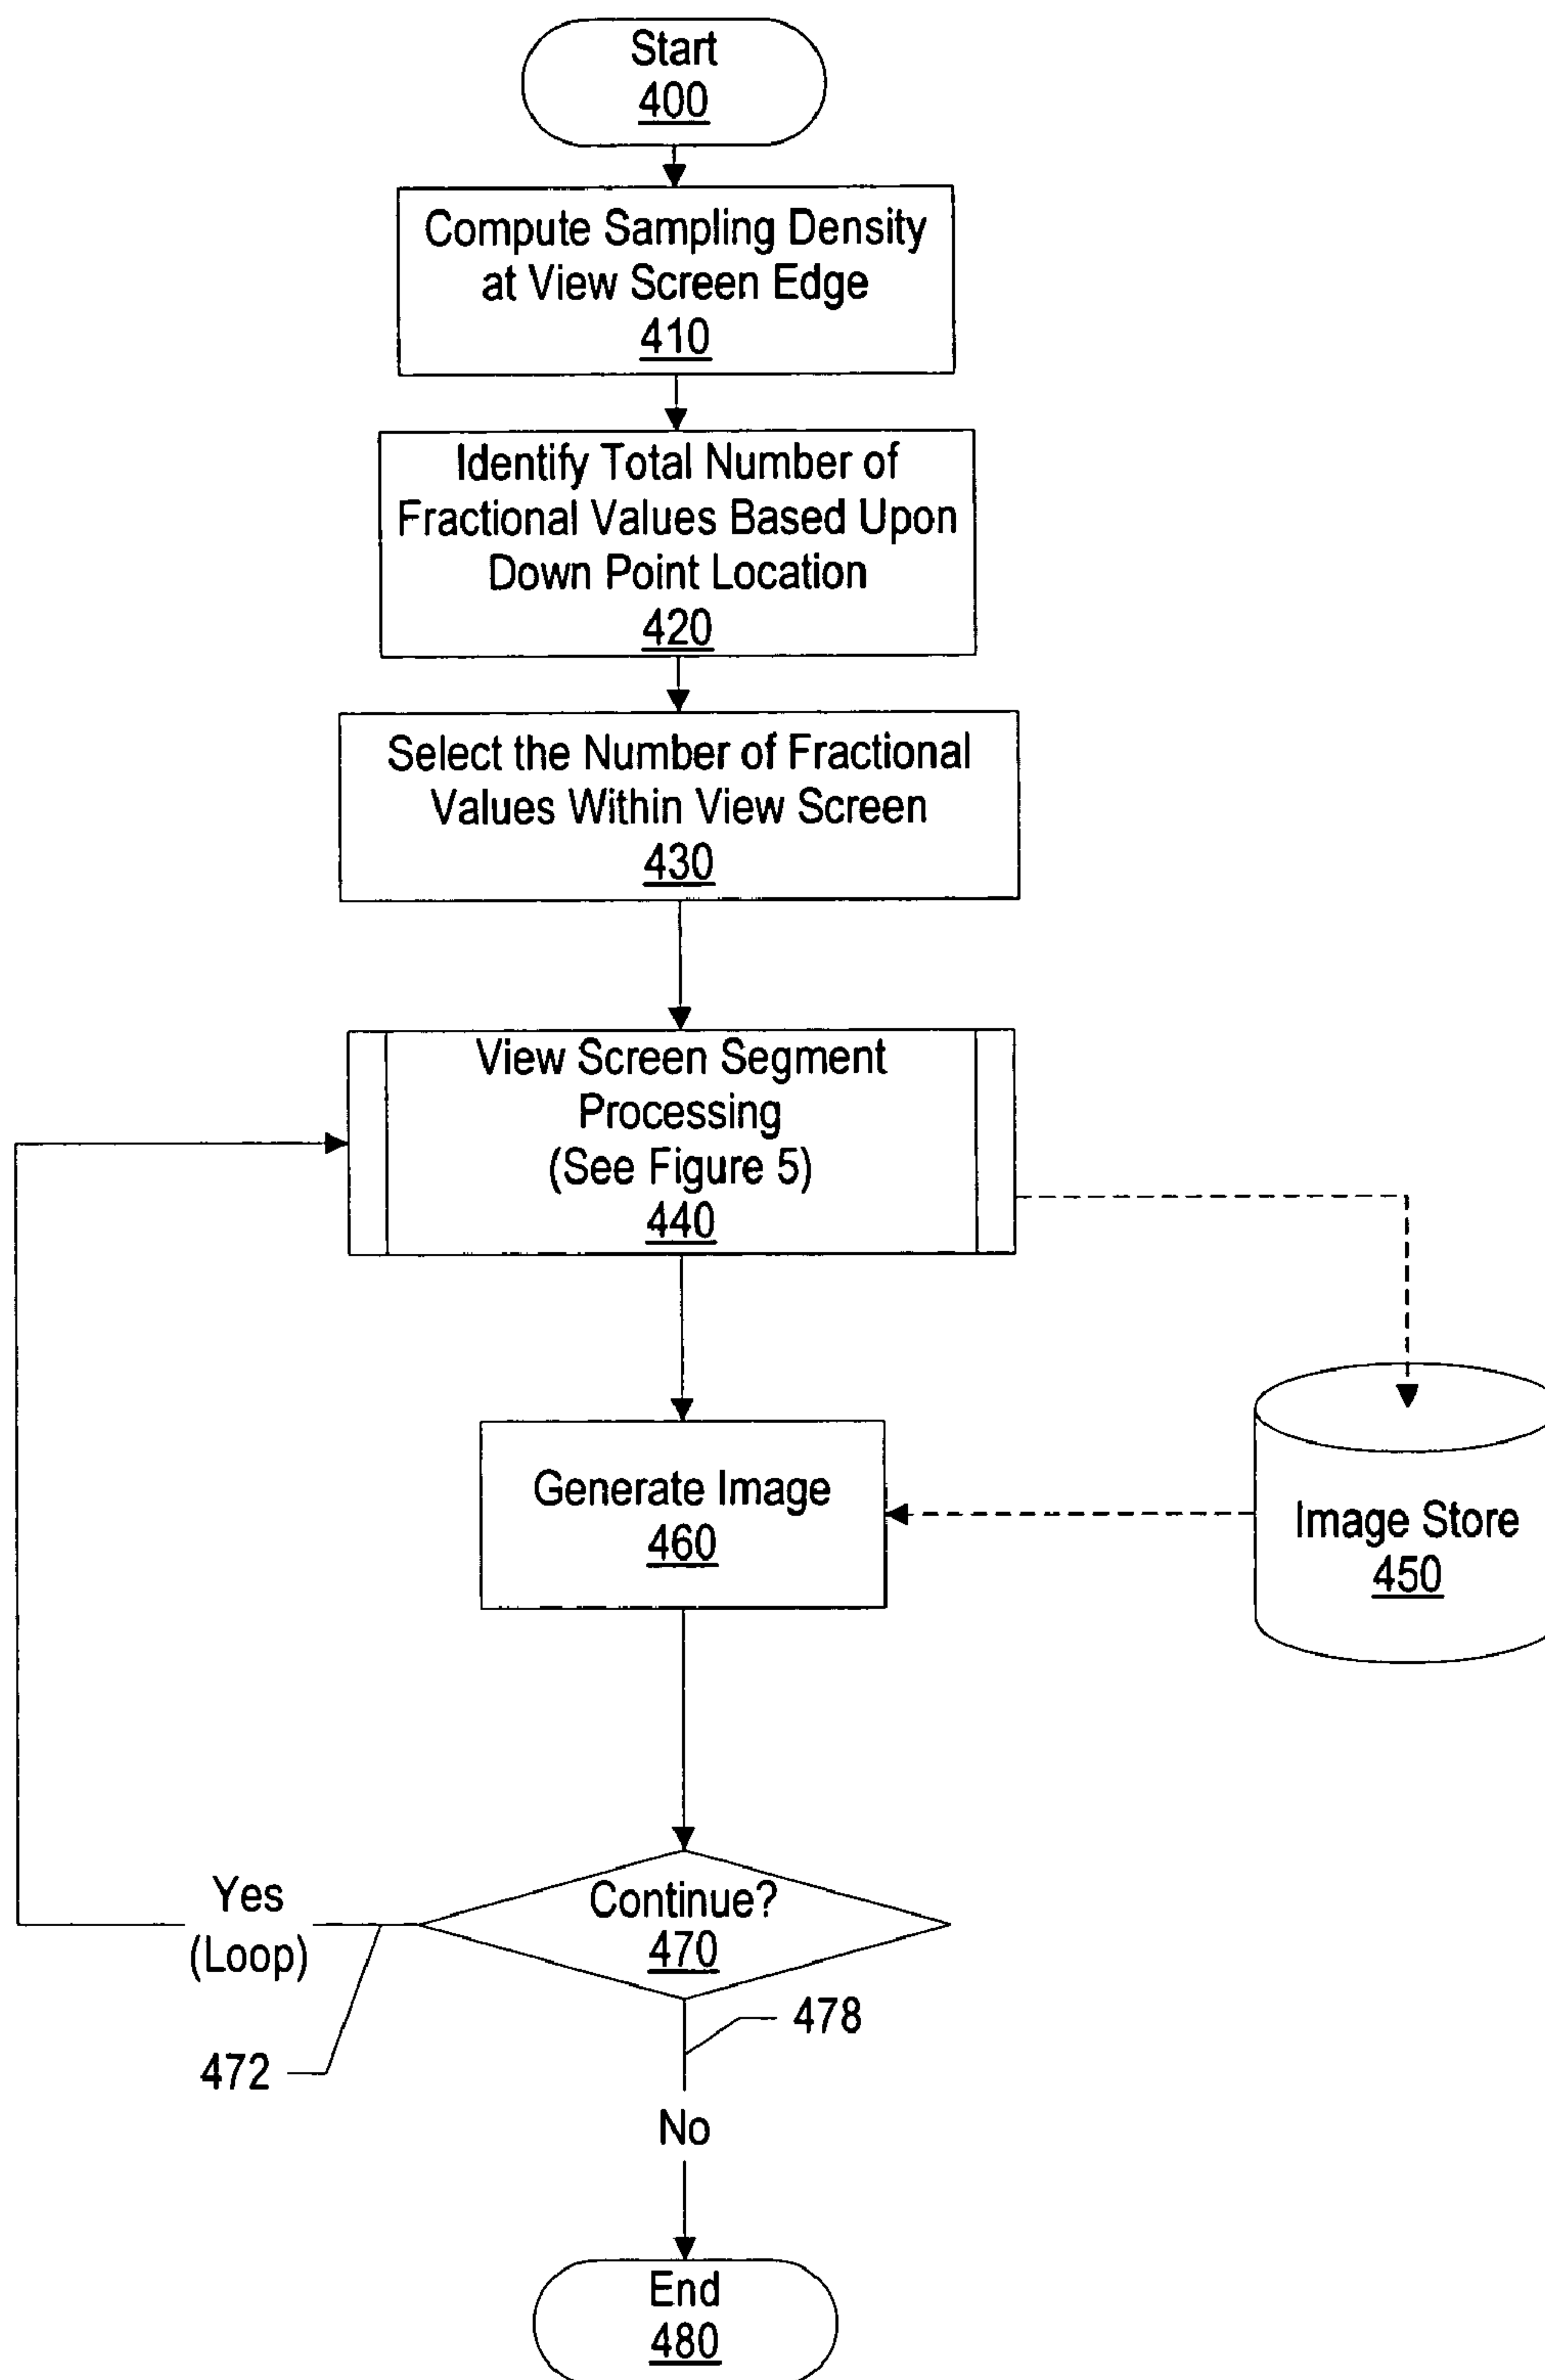 Start
400
Compute Sampling Density
at View Screen Edge
410
Identify Total Number of
Fractional Values Based Upon
Down Point Location
420
Select the Number of Fractional
Values Within View Screen
430
View Screen Segment
Processing
(See Figure 5)
440
Generate Image
460
Image Store
450
Continue?
470
Yes
(Loop)
472
478
No
End
480